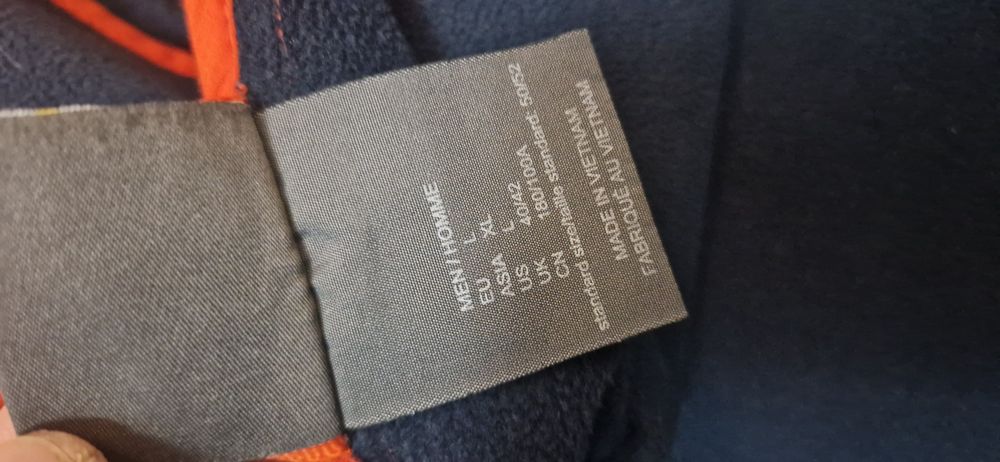 MEN / HOMME
EU L
ASIA XL
US L
UK 40/42
CN 180/100A
standard size/taille standard 50/52
MADE IN VIETNAM
FABRIQUÉ AU VIETNAM